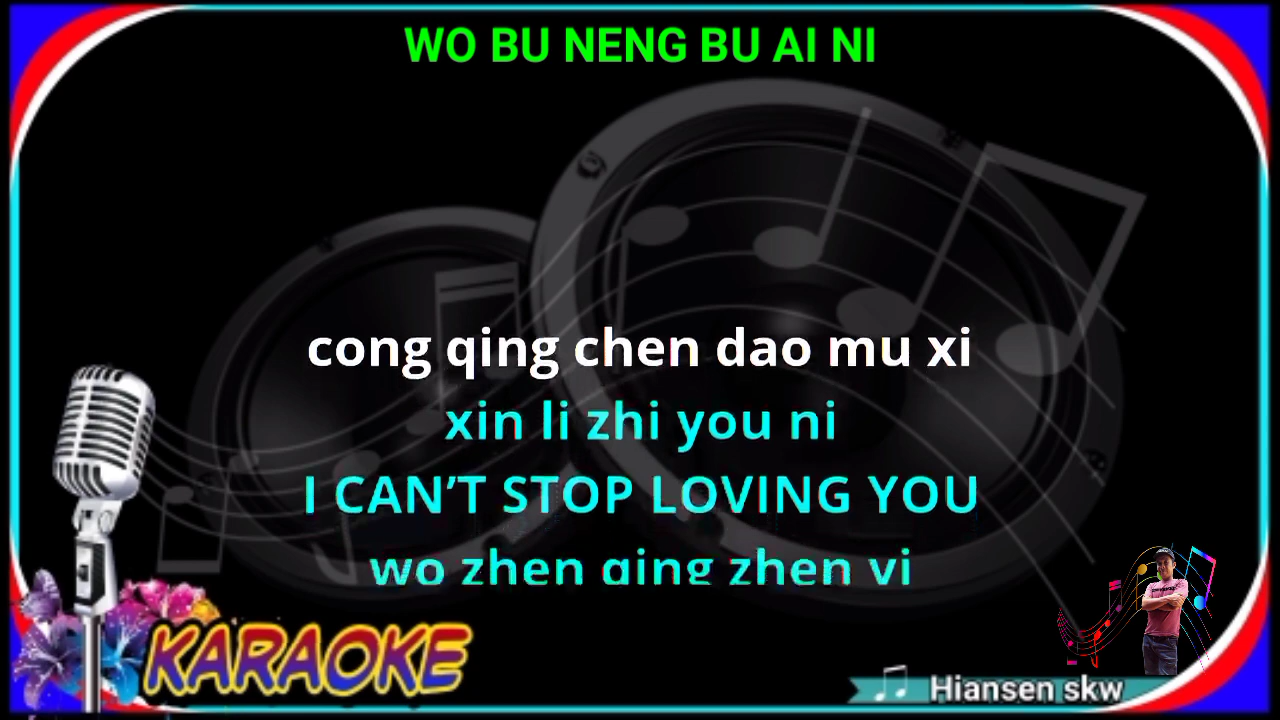 WO BU NENG BU AI NI
cong qing chen dao mu xi
xin li zhi you ni
I CAN'T STOP LOVING YOU
wo zhen qing zhen yi
KARAOKE
Hiansen skw